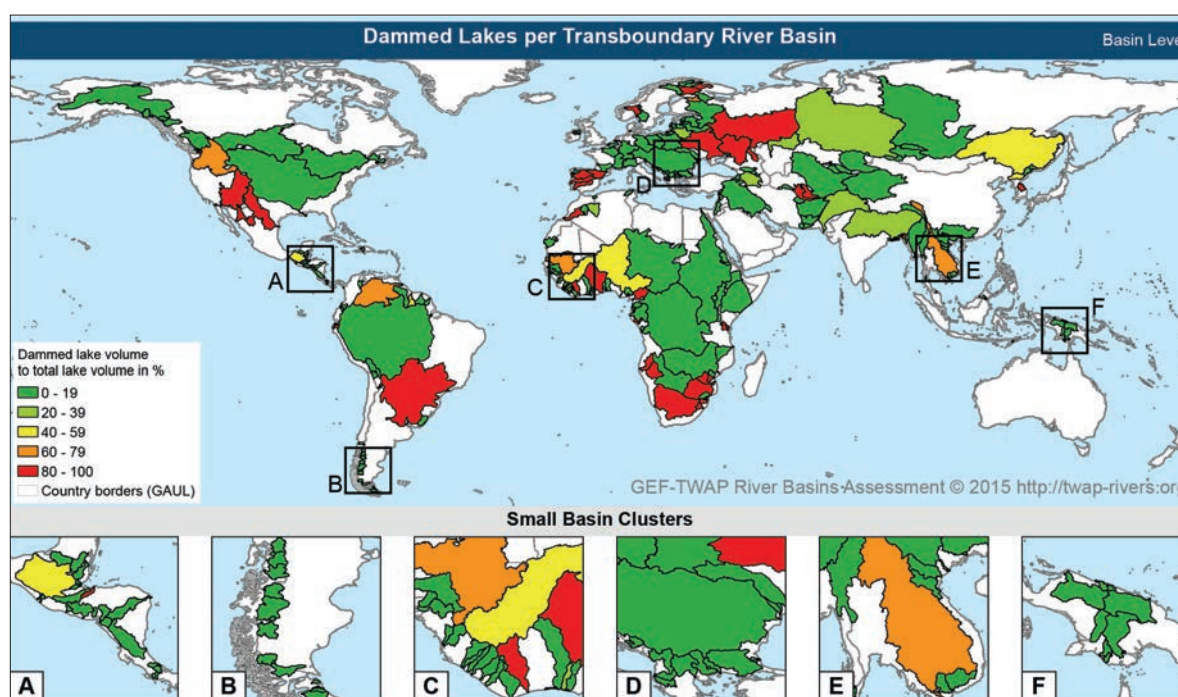 Dammed Lakes per Transboundary River Basin
Basin Leve
A
B
C
D
E
F
Dammed lake volume
to total lake volume in %
0 - 19
20 - 39
40 - 59
60 - 79
80 - 100
Country borders (GAUL)
GEF-TWAP River Basins Assessment © 2015 http://twap-rivers.org
Small Basin Clusters
A
B
C
D
E
F